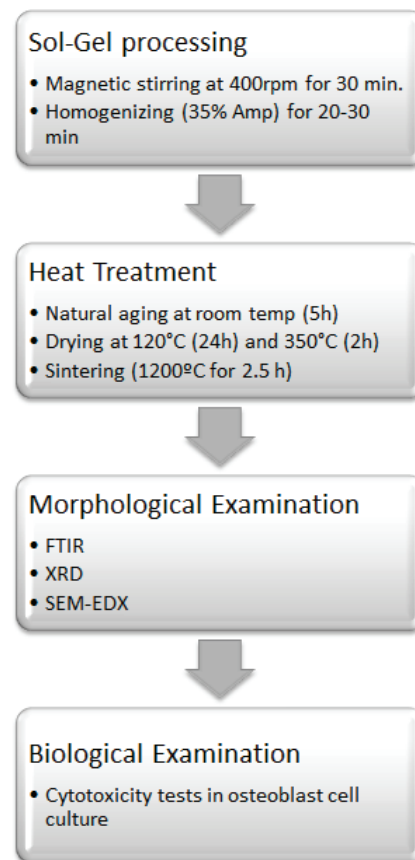 Sol-Gel processing
• Magnetic stirring at 400rpm for 30 min.
• Homogenizing (35% Amp) for 20-30
min
Heat Treatment
• Natural aging at room temp (5h)
• Drying at 120°C (24h) and 350°C (2h)
• Sintering (1200ºC for 2.5 h)
Morphological Examination
• FTIR
• XRD
• SEM-EDX
Biological Examination
• Cytotoxicity tests in osteoblast cell
culture